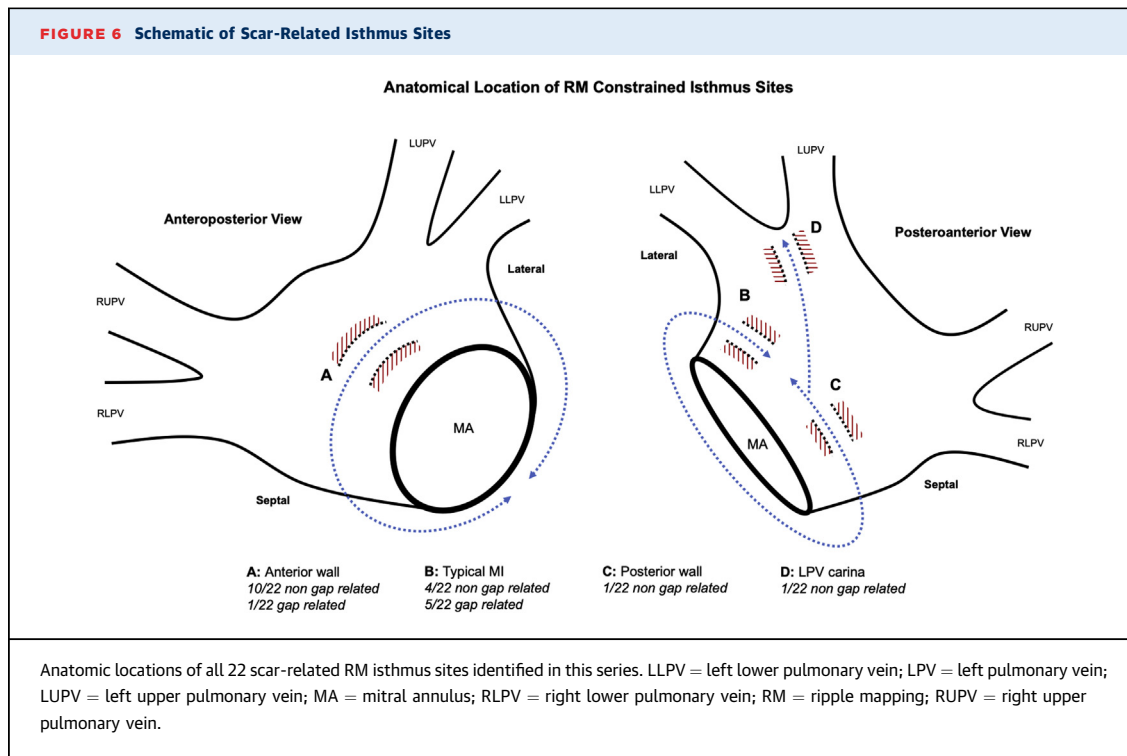 FIGURE 6 Schematic of Scar-Related Isthmus Sites
Anatomical Location of RM Constrained Isthmus Sites
LUPV
LLPV
Anteroposterior View
Lateral
RUPV
A
RLPV
MA
Septal
LUPV
LLPV
D
Posteroanterior View
Lateral
B
RUPV
C
MA
RLPV
Septal
A: Anterior wall
10/22 non gap related
1/22 gap related
B: Typical MI
4/22 non gap related
5/22 gap related
C: Posterior wall
1/22 non gap related
D: LPV carina
1/22 non gap related
Anatomic locations of all 22 scar-related RM isthmus sites identified in this series. LLPV = left lower pulmonary vein; LPV = left pulmonary vein;
LUPV = left upper pulmonary vein; MA = mitral annulus; RLPV = right lower pulmonary vein; RM = ripple mapping; RUPV = right upper
pulmonary vein.